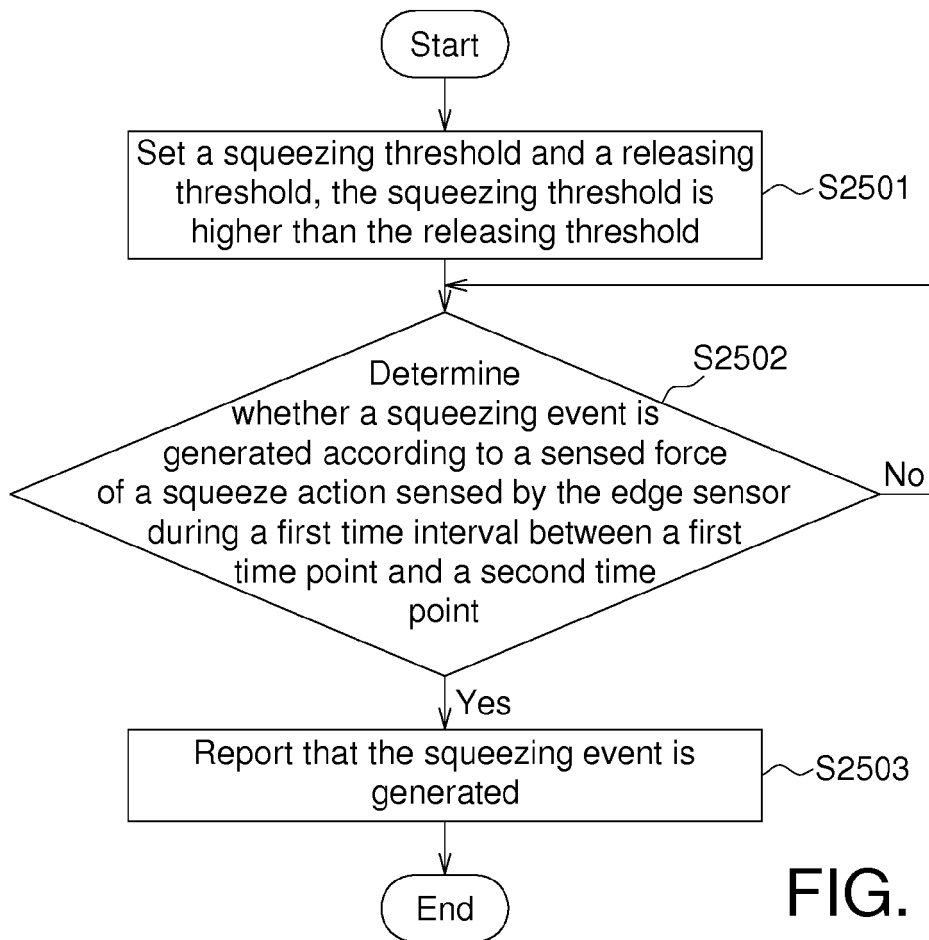 Start
Set a squeezing threshold and a releasing
threshold, the squeezing threshold is
higher than the releasing threshold
S2501
S2502
Determine
whether a squeezing event is
generated according to a sensed force
of a squeeze action sensed by the edge sensor
during a first time interval between a first
time point and a second time
point
No
Yes
Report that the squeezing event is
generated
S2503
End
FIG.